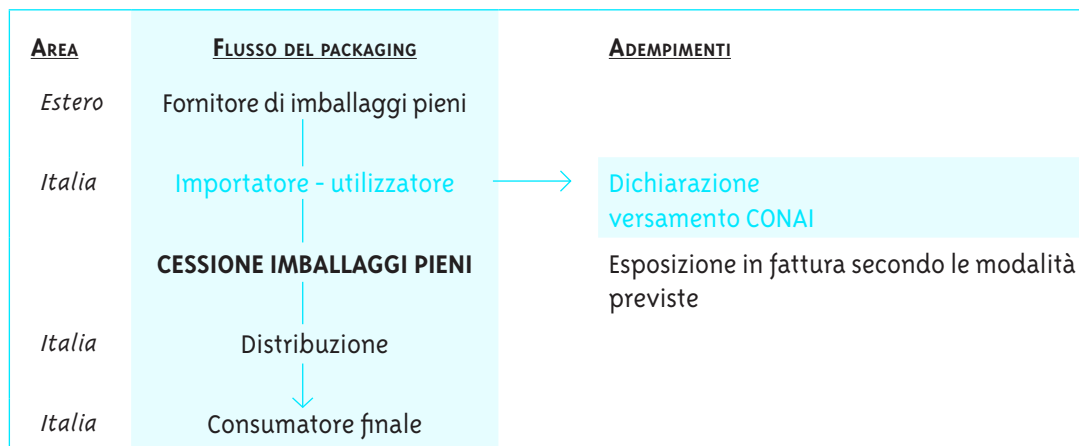 Area Flusso del packaging Adempimenti
Estero Fornitore di imballaggi pieni
Italia Importatore - utilizzatore Dichiarazione
versamento CONAI
CESSIONE IMBALLAGGI PIENI Esposizione in fattura secondo le modalità
previste
Italia Distribuzione
Italia Consumatore finale